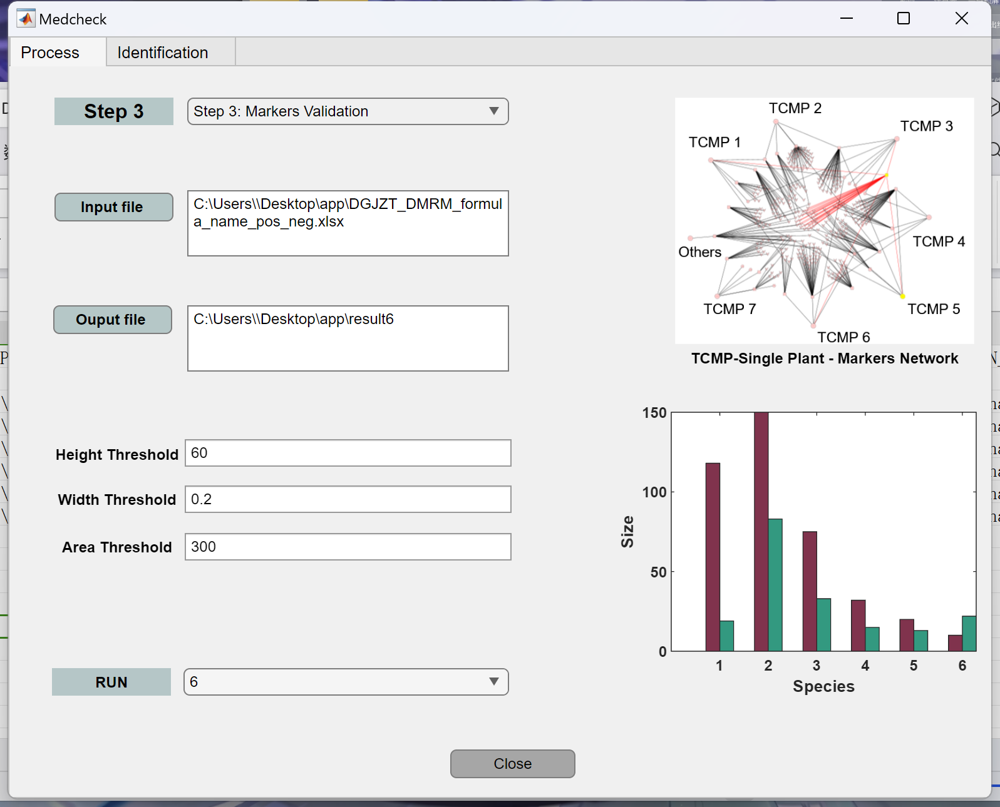 Medcheck
Process
Identification
Step 3
Step 3: Markers Validation
Input file
C:\Users\\Desktop\app\DGJZT_DMRM_formul
a_name_pos_neg.xlsx
Ouput file
C:\Users\\Desktop\app\result6
Height Threshold
60
Width Threshold
0.2
Area Threshold
300
RUN
6
Close
TCMP 2
TCMP 3
TCMP 1
TCMP 4
Others
TCMP 7
TCMP 5
TCMP 6
TCMP-Single Plant - Markers Network
150
100
50
0
Size
1 2 3 4 5 6
Species